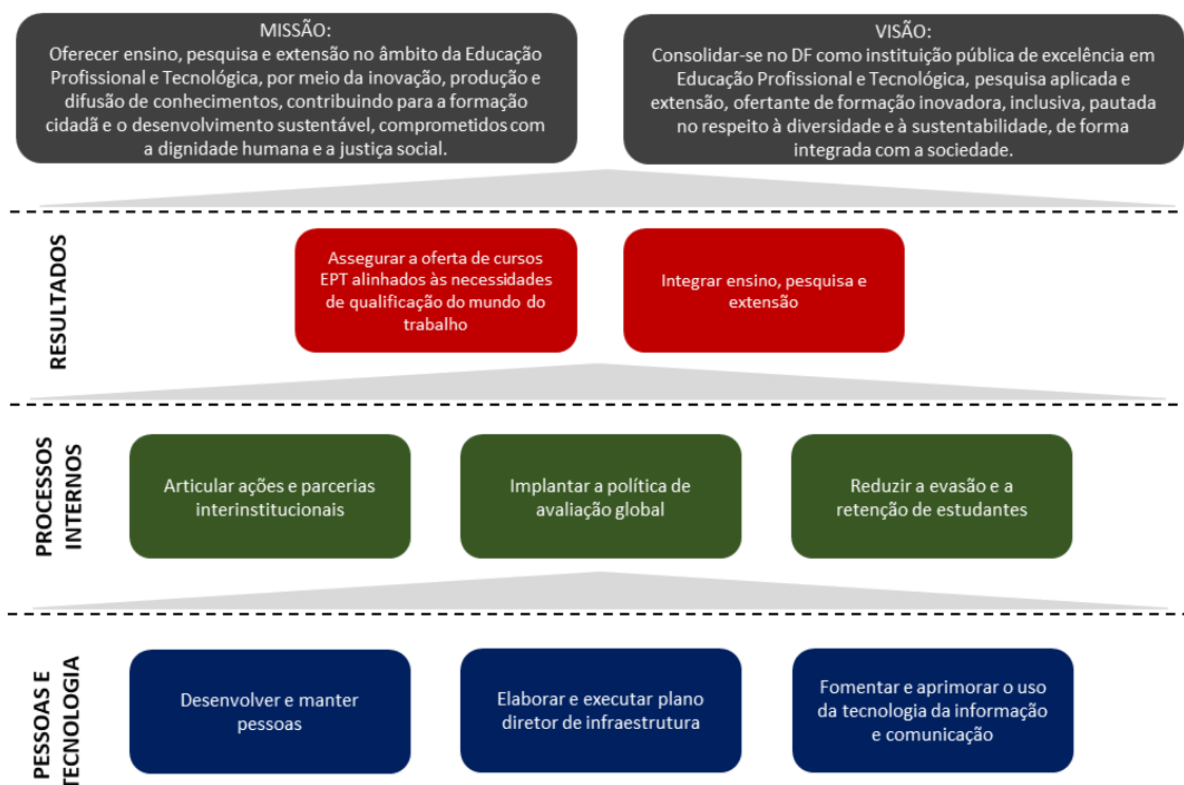 MISSÃO:
Oferecer ensino, pesquisa e extensão no âmbito da Educação
Profissional e Tecnológica, por meio da inovação, produção e
difusão de conhecimentos, contribuindo para a formação
cidadã e o desenvolvimento sustentável, comprometidos com
a dignidade humana e a justiça social.
VISÃO:
Consolidar-se no DF como instituição pública de excelência em
Educação Profissional e Tecnológica, pesquisa aplicada e
extensão, ofertante de formação inovadora, inclusiva, pautada
no respeito à diversidade e à sustentabilidade, de forma
integrada com a sociedade.
RESULTADOS
Assegurar a oferta de cursos
EPT alinhados às necessidades
de qualificação do mundo do
trabalho
Integrar ensino, pesquisa e
extensão
PROCESSOS
INTERNOS
Articular ações e parcerias
interinstitucionais
Implantar a política de
avaliação global
Reduzir a evasão e a
retenção de estudantes
PESSOAS E
TECNOLOGIA
Desenvolver e manter
pessoas
Elaborar e executar plano
diretor de infraestrutura
Fomentar e aprimorar o uso
da tecnologia da informação
e comunicação